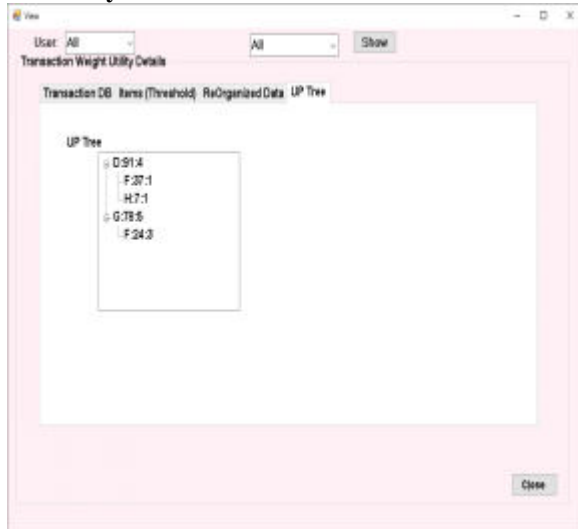 View
User: All All Show
Transaction Weight Utility Details
Transaction DB Items (Threshold) ReOrganized Data UP Tree
UP Tree
D:91:4
F:37:1
H:7:1
G:78:5
F:24:3
Close